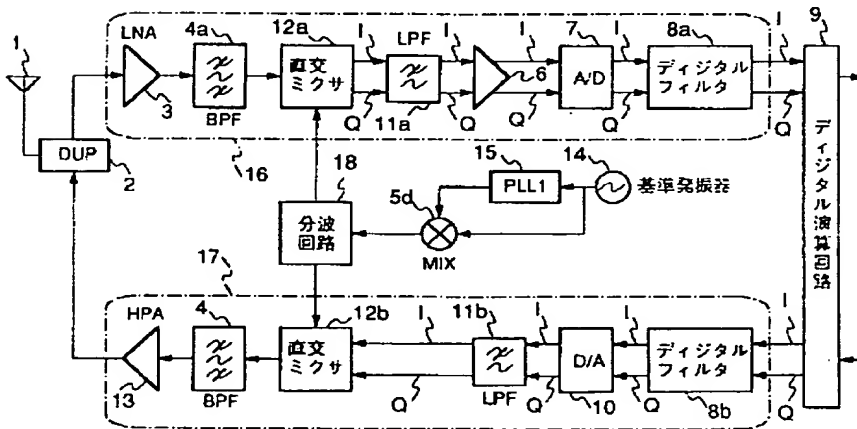 1
LNA
3
4a
BPF
12a
直交
ミクサ
I
Q
LPF
11a
I
Q
6
I
Q
7
A/D
I
Q
8a
ディジタル
フィルタ
I
Q
9
ディジタル演算回路
DUP
2
16
18
分波
回路
5d
MIX
15
PLL1
14
基準発振器
17
HPA
13
4
BPF
12b
直交
ミクサ
I
Q
11b
LPF
I
Q
D/A
10
I
Q
ディジタル
フィルタ
8b
I
Q